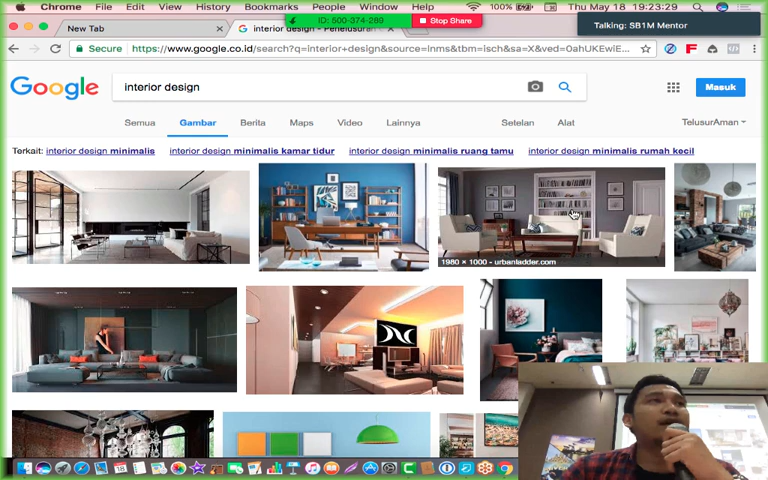 Chrome File Edit View History Bookmarks People Window Help 100% Thu May 18 19:23:29
ID: 500-374-289 Stop Share
Talking: SB1M Mentor
New Tab
interior design - Penelusuran
Secure https://www.google.co.id/search?q=interior+design&source=lnms&tbm=isch&sa=X&ved=0ahUKEwiE...
Google interior design Masuk
Semua Gambar Berita Maps Video Lainnya Setelan Alat TelusurAman
Terkait: interior design minimalis interior design minimalis kamar tidur interior design minimalis ruang tamu interior design minimalis rumah kecil
1980 × 1000 - urbanladder.com